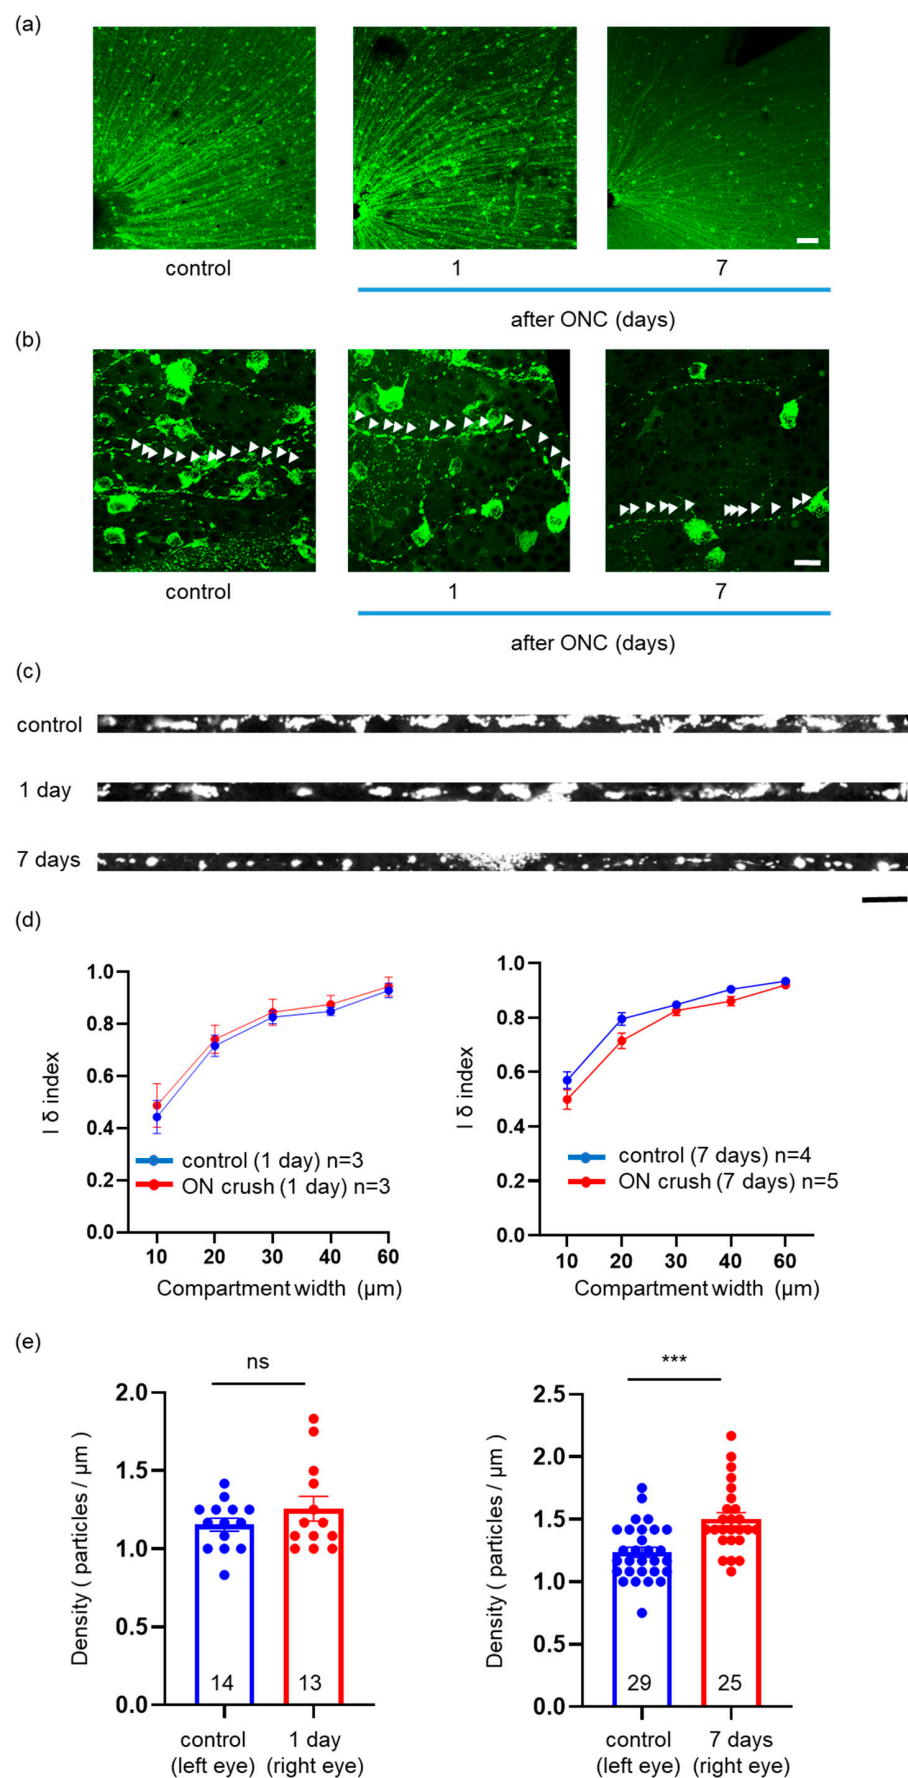 (a)
control
1
7
after ONC (days)
(b)
control
1
7
after ONC (days)
(c)
control
1 day
7 days
(d)
1.0
0.8
0.6
0.4
0.2
0.0
I δ index
control (1 day) n=3
ON crush (1 day) n=3
10 20 30 40 60
Compartment width (μm)
1.0
0.8
0.6
0.4
0.2
0.0
I δ index
control (7 days) n=4
ON crush (7 days) n=5
10 20 30 40 60
Compartment width (μm)
(e)
ns
2.0
1.5
1.0
0.5
0.0
Density ( particles / μm )
14
13
control
(left eye)
1 day
(right eye)
***
2.5
2.0
1.5
1.0
0.5
0.0
Density ( particles / μm )
29
25
control
(left eye)
7 days
(right eye)